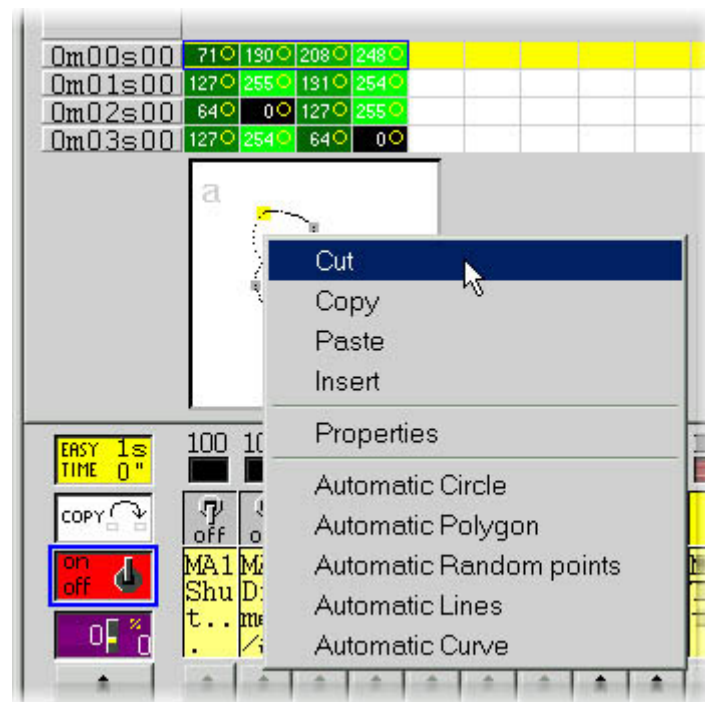 0m00s00 71 190 208 248
0m01s00 127 255 191 254
0m02s00 64 0 127 255
0m03s00 127 254 64 0
a
Cut
Copy
Paste
Insert
Properties
Automatic Circle
Automatic Polygon
Automatic Random points
Automatic Lines
Automatic Curve
EASY 1s
TIME 0"
100
COPY
off
on
off
MA1
Shu
t..
.
0 % 0